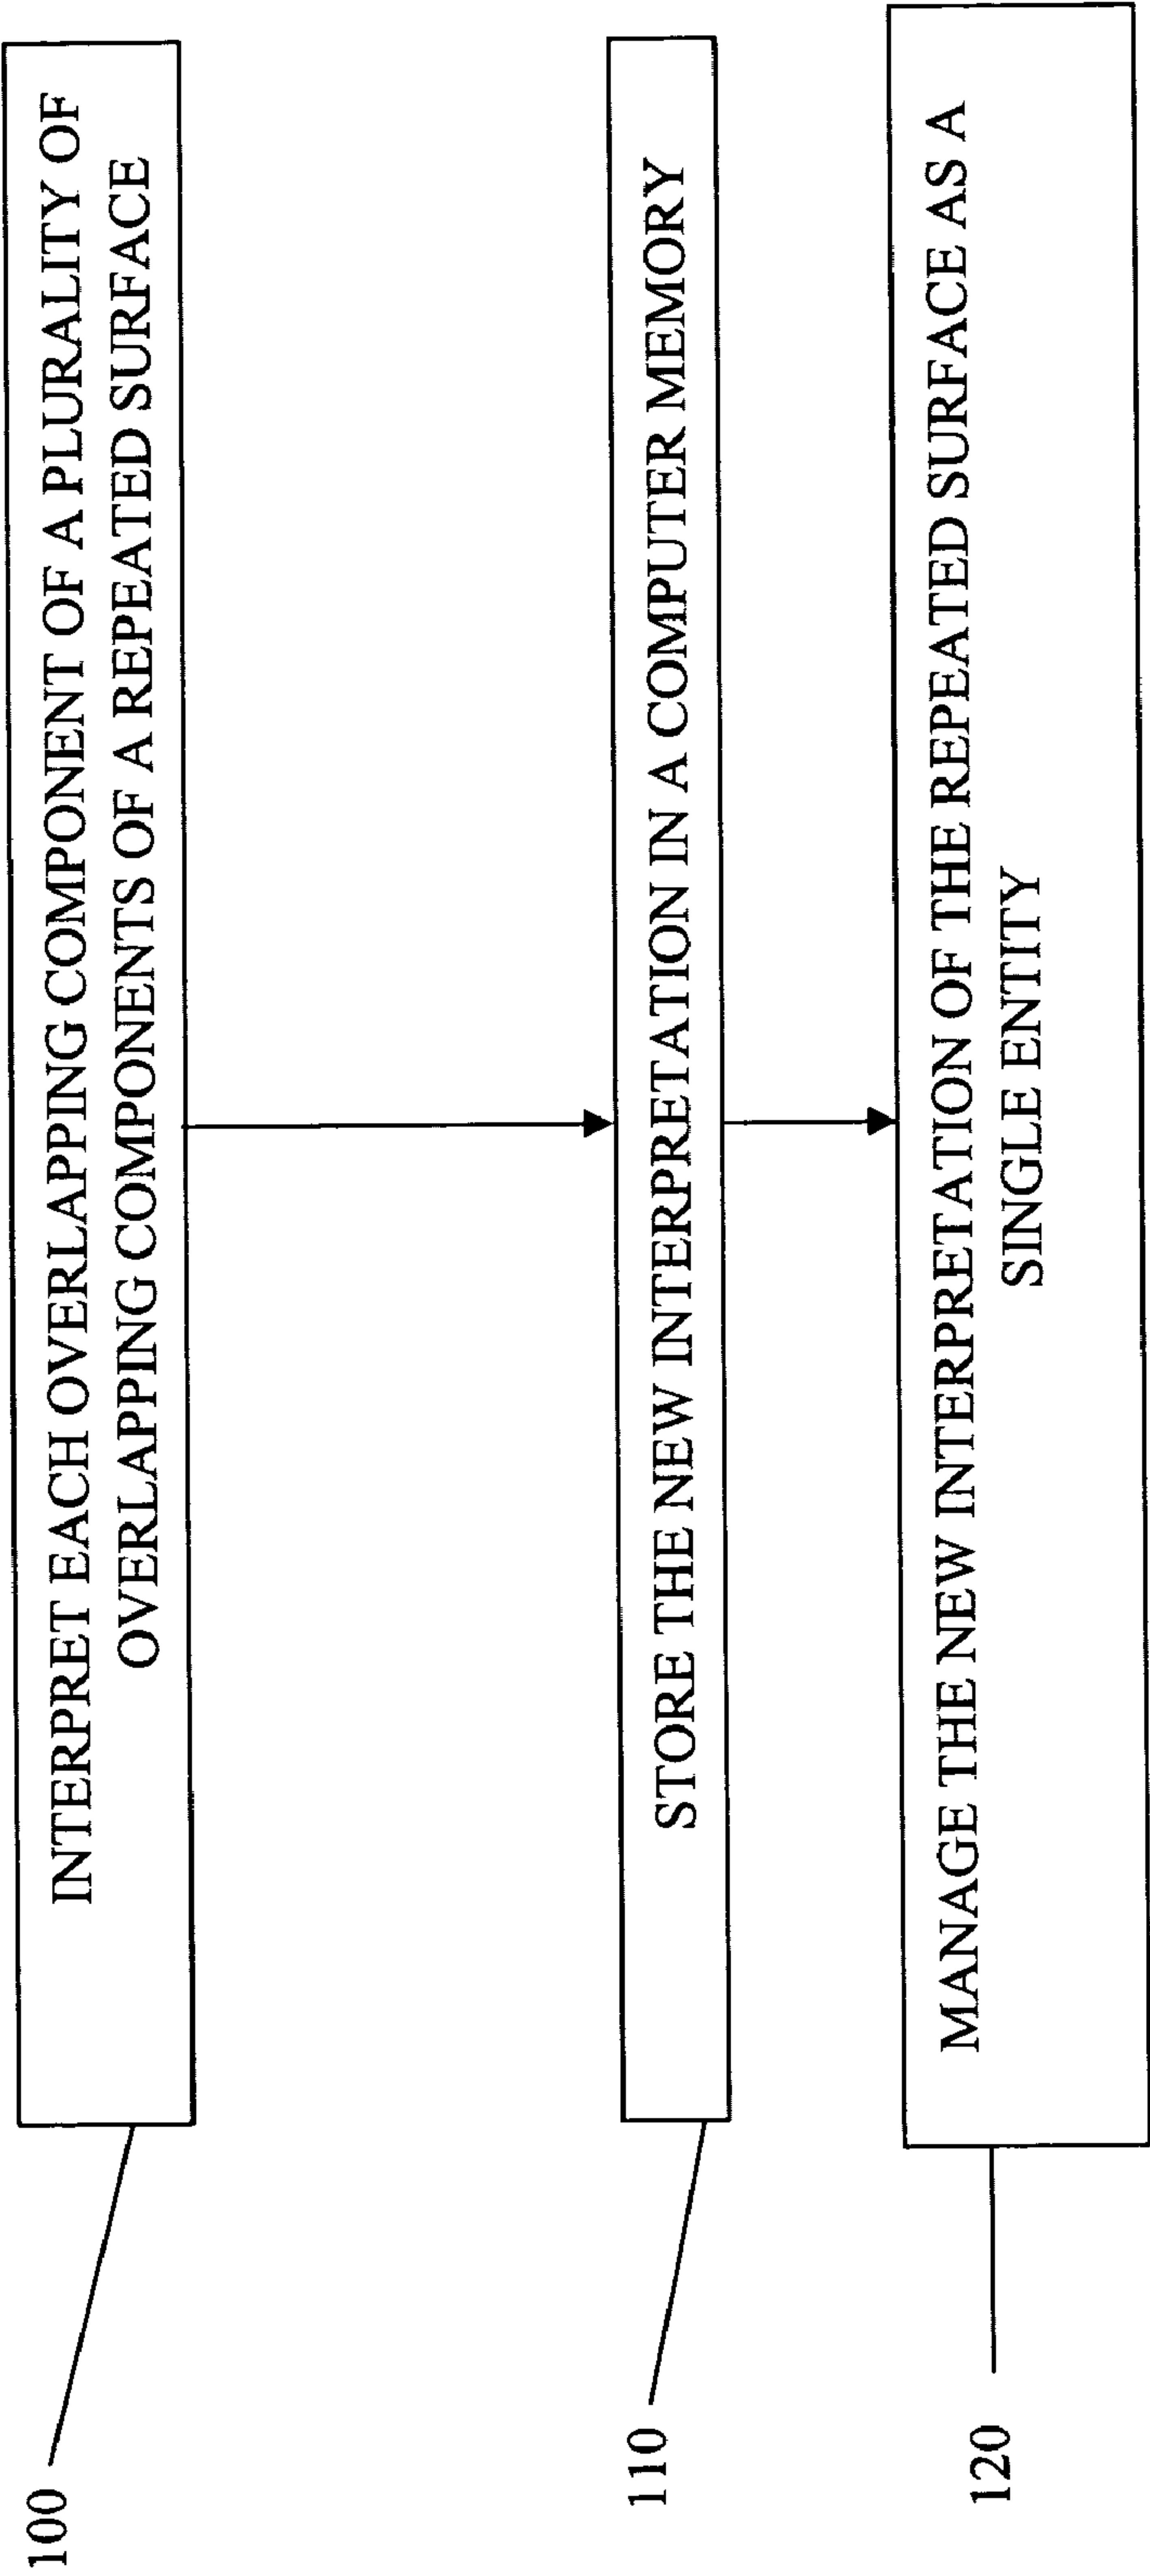 100
INTERPRET EACH OVERLAPPING COMPONENT OF A PLURALITY OF
OVERLAPPING COMPONENTS OF A REPEATED SURFACE
110
STORE THE NEW INTERPRETATION IN A COMPUTER MEMORY
120
MANAGE THE NEW INTERPRETATION OF THE REPEATED SURFACE AS A
SINGLE ENTITY